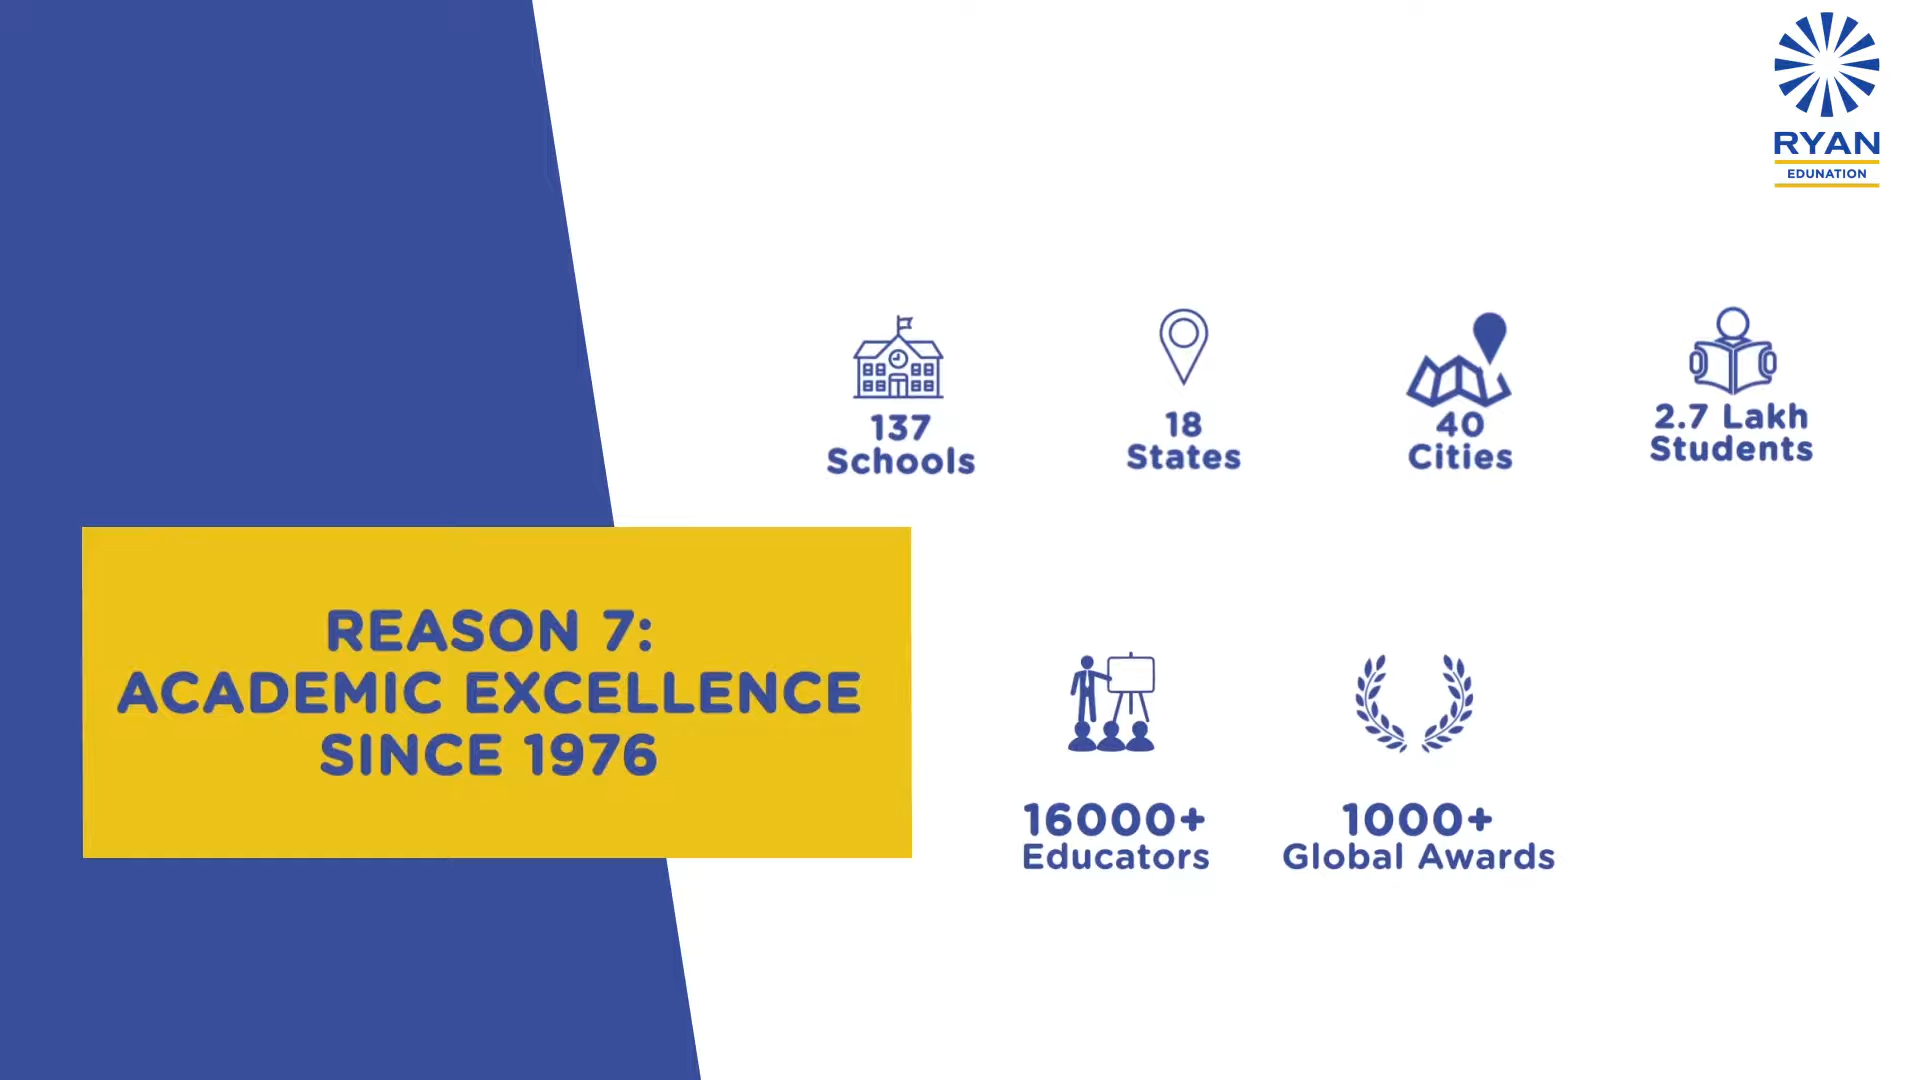 RYAN
EDUNATION
137
Schools
18
States
40
Cities
2.7 Lakh
Students
REASON 7:
ACADEMIC EXCELLENCE
SINCE 1976
16000+
Educators
1000+
Global Awards